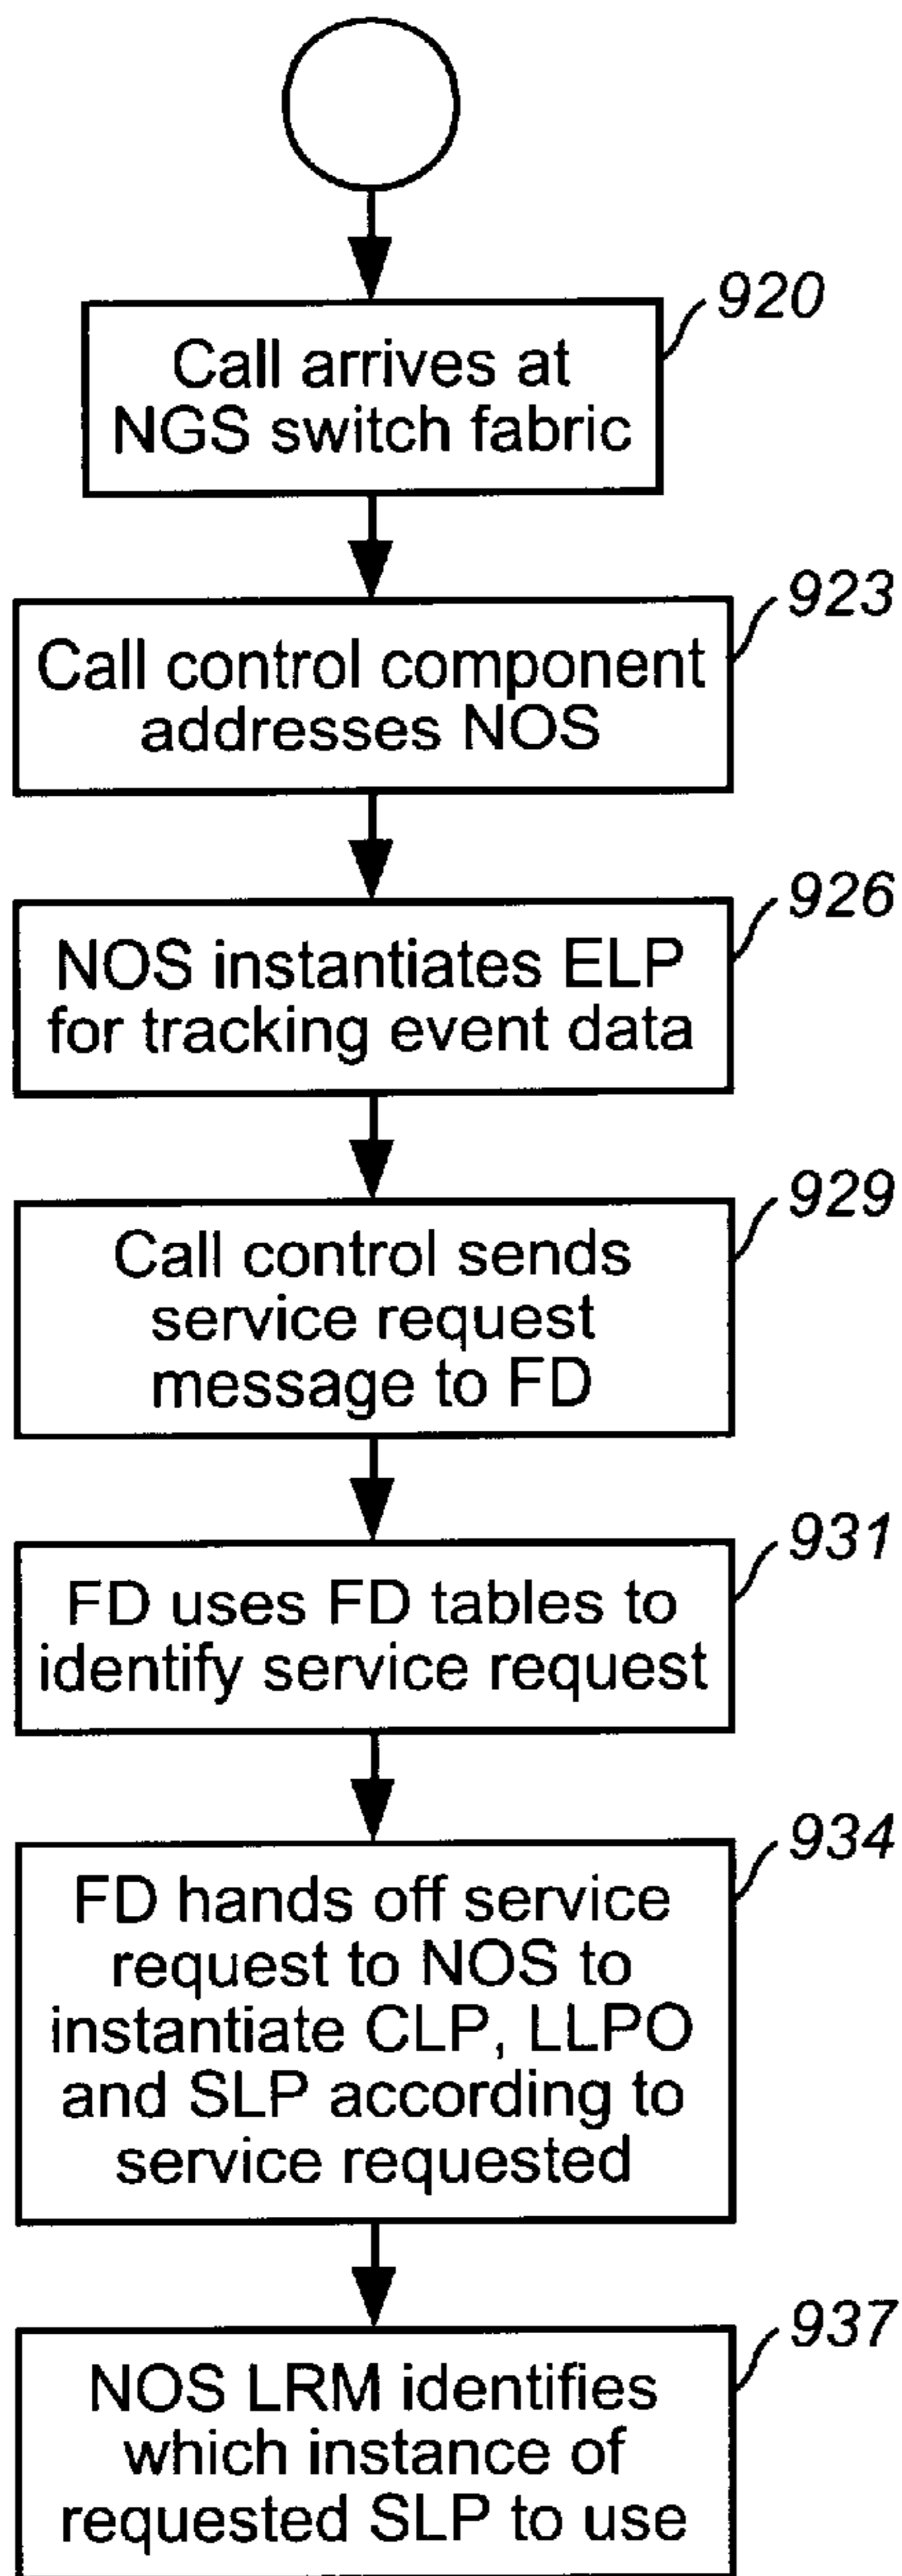 920
Call arrives at
NGS switch fabric
923
Call control component
addresses NOS
926
NOS instantiates ELP
for tracking event data
929
Call control sends
service request
message to FD
931
FD uses FD tables to
identify service request
934
FD hands off service
request to NOS to
instantiate CLP, LLPO
and SLP according to
service requested
937
NOS LRM identifies
which instance of
requested SLP to use